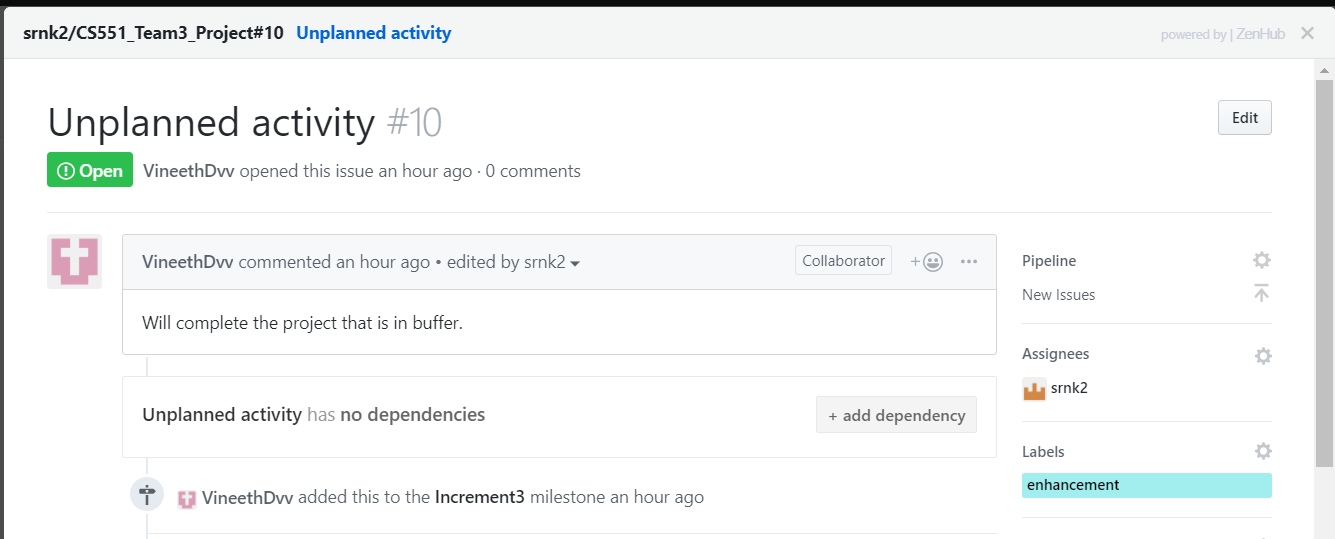 srnk2/CS551_Team3_Project#10 Unplanned activity powered by | ZenHub
Unplanned activity #10 Edit
Open VineethDvv opened this issue an hour ago · 0 comments
VineethDvv commented an hour ago • edited by srnk2 Collaborator
Will complete the project that is in buffer.
Unplanned activity has no dependencies + add dependency
VineethDvv added this to the Increment3 milestone an hour ago
Pipeline
New Issues
Assignees
srnk2
Labels
enhancement